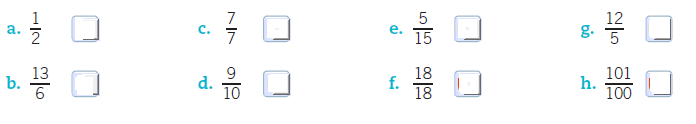 a. 1/2 c. 7/7 e. 5/15 g. 12/5
b. 13/6 d. 9/10 f. 18/18 h. 101/100